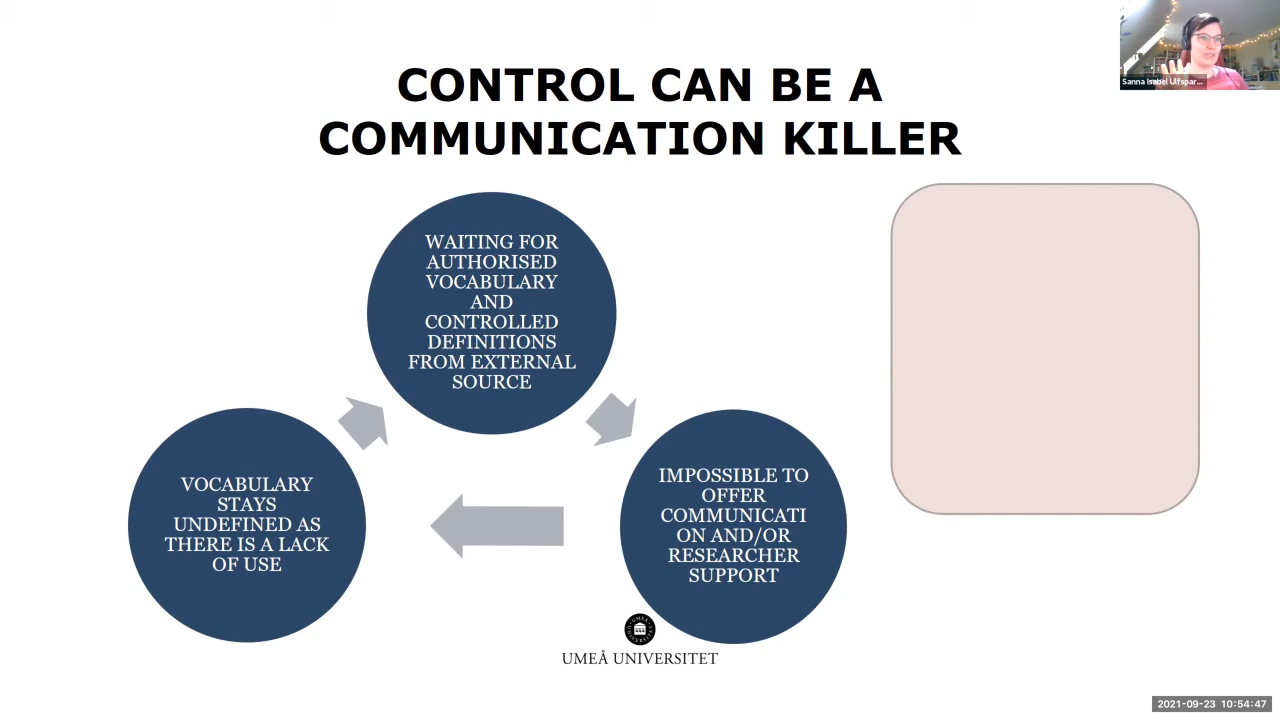 Sanna Isabel Ulfspar...
CONTROL CAN BE A
COMMUNICATION KILLER
WAITING FOR
AUTHORISED
VOCABULARY
AND
CONTROLLED
DEFINITIONS
FROM EXTERNAL
SOURCE
IMPOSSIBLE TO
OFFER
COMMUNICATI
ON AND/OR
RESEARCHER
SUPPORT
VOCABULARY
STAYS
UNDEFINED AS
THERE IS A LACK
OF USE
UMEÅ UNIVERSITET
2021-09-23 10:54:47